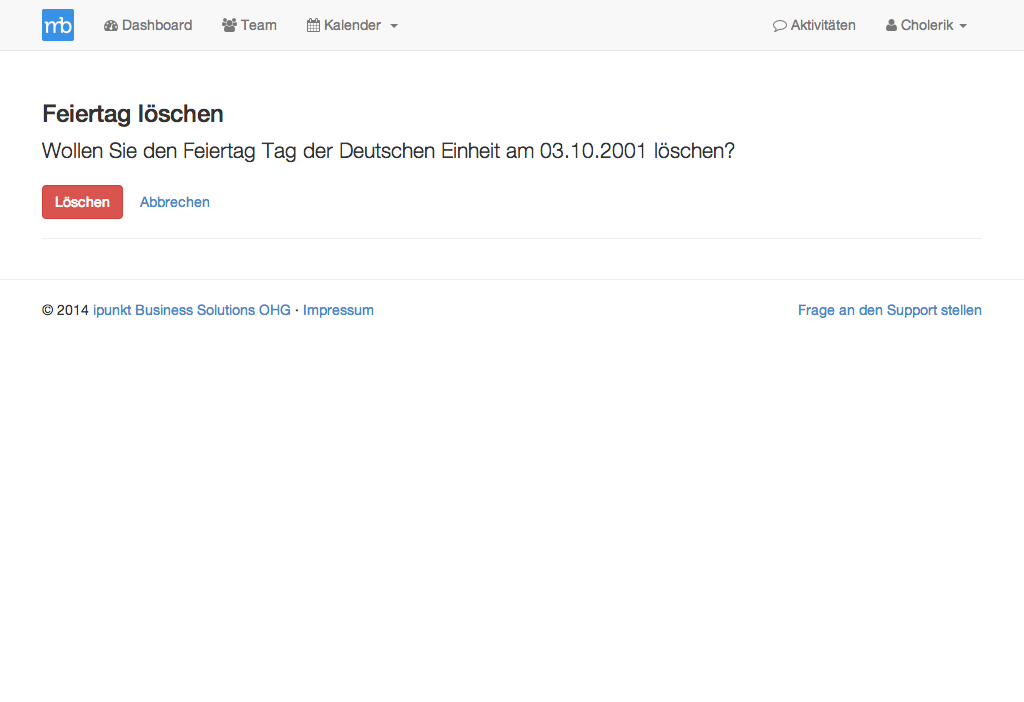 mb Dashboard Team Kalender Aktivitäten Cholerik
Feiertag löschen
Wollen Sie den Feiertag Tag der Deutschen Einheit am 03.10.2001 löschen?
Löschen Abbrechen
© 2014 ipunkt Business Solutions OHG · Impressum Frage an den Support stellen